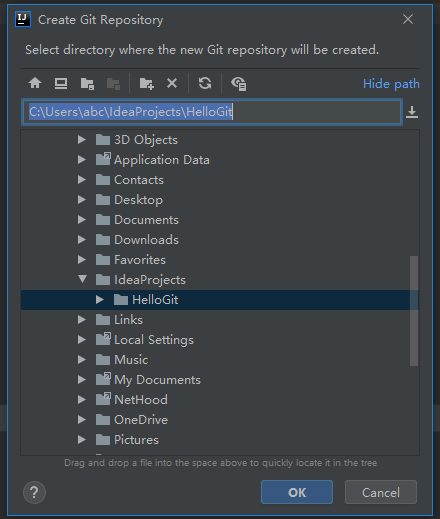 IJ
Create Git Repository
Select directory where the new Git repository will be created.
Hide path
C:\Users\abc\IdeaProjects\HelloGit
3D Objects
Application Data
Contacts
Desktop
Documents
Downloads
Favorites
IdeaProjects
HelloGit
Links
Local Settings
Music
My Documents
NetHood
OneDrive
Pictures
Drag and drop a file into the space above to quickly locate it in the tree
?
OK
Cancel